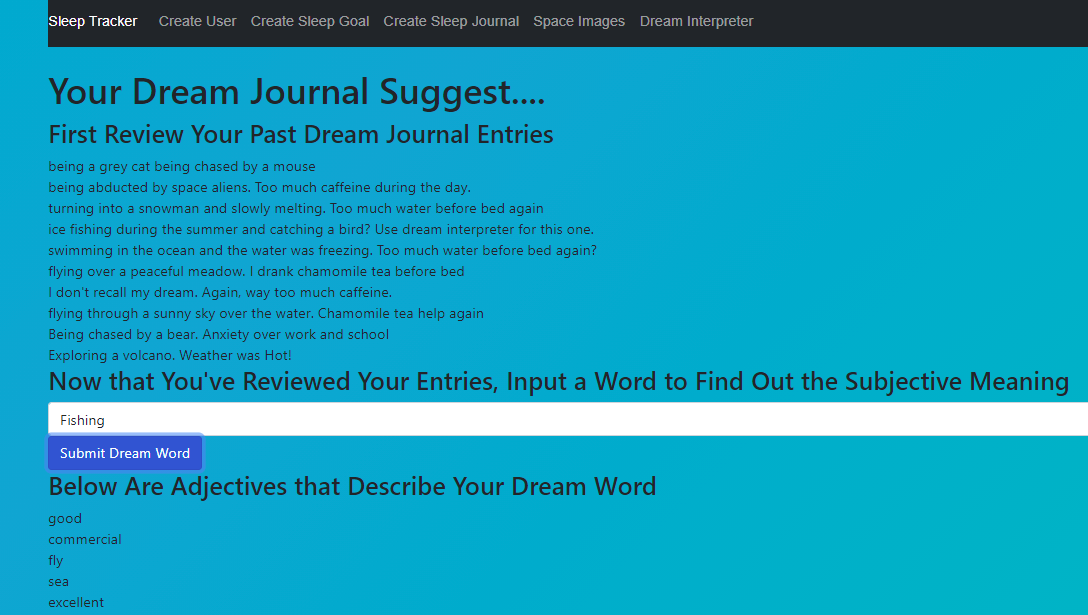 Sleep Tracker Create User Create Sleep Goal Create Sleep Journal Space Images Dream Interpreter
Your Dream Journal Suggest....
First Review Your Past Dream Journal Entries
being a grey cat being chased by a mouse
being abducted by space aliens. Too much caffeine during the day.
turning into a snowman and slowly melting. Too much water before bed again
ice fishing during the summer and catching a bird? Use dream interpreter for this one.
swimming in the ocean and the water was freezing. Too much water before bed again?
flying over a peaceful meadow. I drank chamomile tea before bed
I don't recall my dream. Again, way too much caffeine.
flying through a sunny sky over the water. Chamomile tea help again
Being chased by a bear. Anxiety over work and school
Exploring a volcano. Weather was Hot!
Now that You've Reviewed Your Entries, Input a Word to Find Out the Subjective Meaning
Fishing
Submit Dream Word
Below Are Adjectives that Describe Your Dream Word
good
commercial
fly
sea
excellent